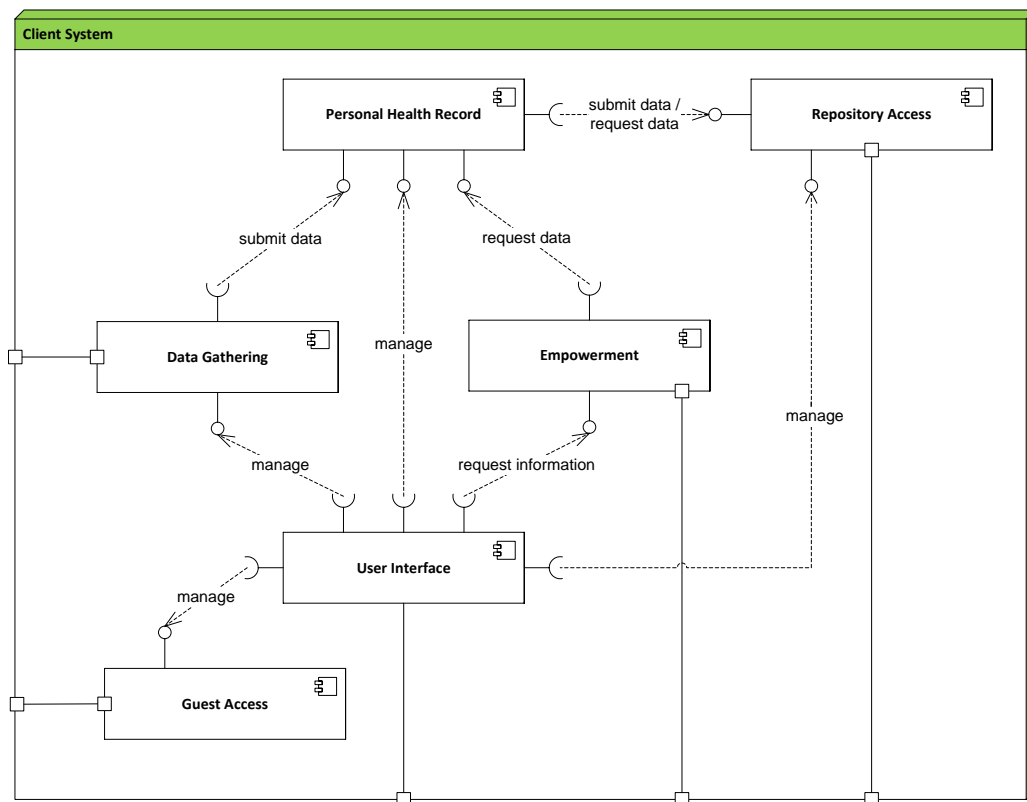 Client System
Personal Health Record
submit data /
request data
Repository Access
submit data
request data
Data Gathering
manage
Empowerment
manage
manage
request information
User Interface
manage
Guest Access